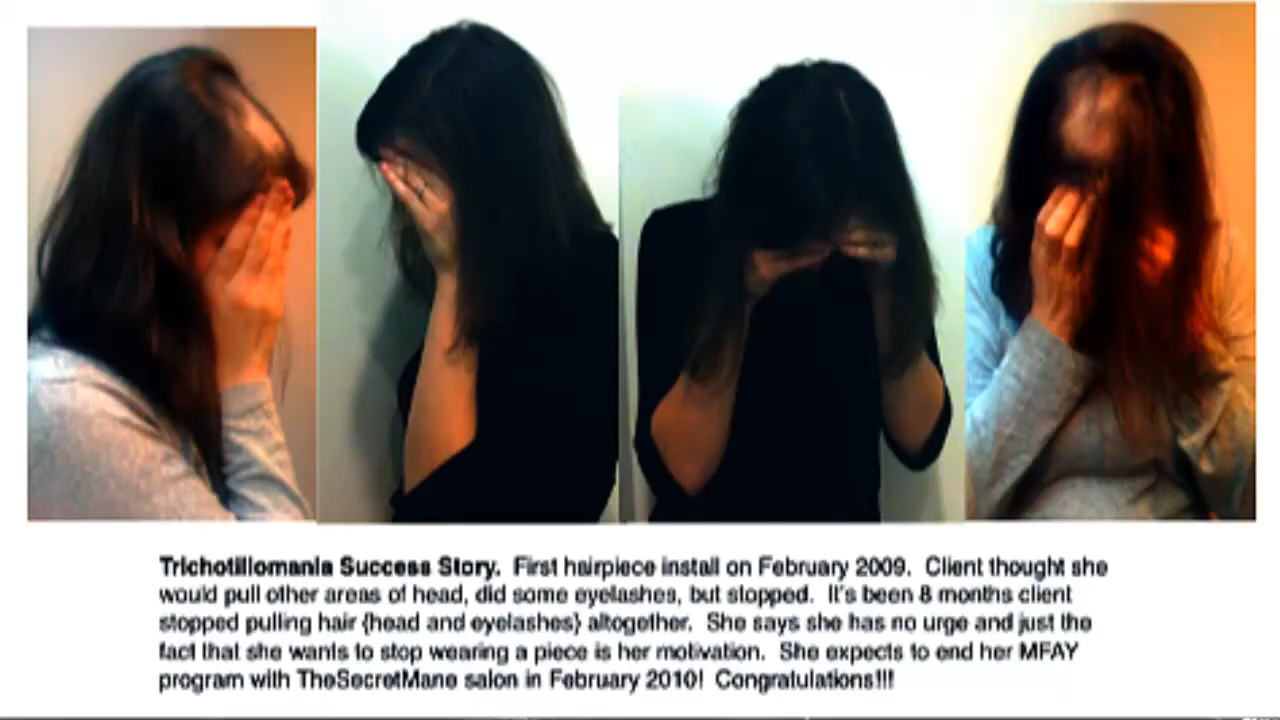 Trichotillomania Success Story. First hairpiece install on February 2009. Client thought she
would pull other areas of head, did some eyelashes, but stopped. It's been 8 months client
stopped pulling hair {head and eyelashes} altogether. She says she has no urge and just the
fact that she wants to stop wearing a piece is her motivation. She expects to end her MFAY
program with TheSecretMane salon in February 2010! Congratulations!!!